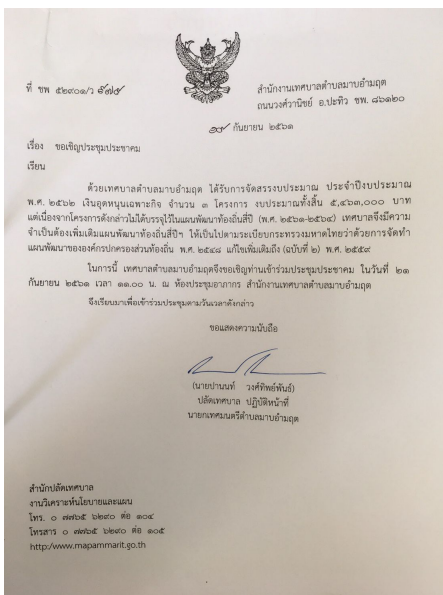 ที่ ชพ ๕๒๙๐๑/ว ๕๗๕
สำนักงานเทศบาลตำบลมาบอำมฤต
ถนนวงศ์วานิชย์ อ.ปะทิว ชพ. ๘๖๑๒๐
กันยายน ๒๕๖๑
เรื่อง ขอเชิญประชุมประชาคม
เรียน
ด้วยเทศบาลตำบลมาบอำมฤต ได้รับการจัดสรรงบประมาณ ประจำปีงบประมาณ
พ.ศ. ๒๕๖๒ เงินอุดหนุนเฉพาะกิจ จำนวน ๓ โครงการ งบประมาณทั้งสิ้น ๕,๔๖๓,๐๐๐ บาท
แต่เนื่องจากโครงการดังกล่าวไม่ได้บรรจุไว้ในแผนพัฒนาท้องถิ่นสี่ปี (พ.ศ. ๒๕๖๑-๒๕๖๔) เทศบาลจึงมีความ
จำเป็นต้องเพิ่มเติมแผนพัฒนาท้องถิ่นสี่ปีฯ ให้เป็นไปตามระเบียบกระทรวงมหาดไทยว่าด้วยการจัดทำ
แผนพัฒนาขององค์กรปกครองส่วนท้องถิ่น พ.ศ. ๒๕๔๘ แก้ไขเพิ่มเติมถึง (ฉบับที่ ๒) พ.ศ. ๒๕๕๙
ในการนี้ เทศบาลตำบลมาบอำมฤตจึงขอเชิญท่านเข้าร่วมประชุมประชาคม ในวันที่ ๒๑
กันยายน ๒๕๖๑ เวลา ๑๑.๐๐ น. ณ ห้องประชุมอาภากร สำนักงานเทศบาลตำบลมาบอำมฤต
จึงเรียนมาเพื่อเข้าร่วมประชุมตามวันเวลาดังกล่าว
ขอแสดงความนับถือ
(นายปานนท์ วงศ์ทิพย์พันธ์)
ปลัดเทศบาล ปฏิบัติหน้าที่
นายกเทศมนตรีตำบลมาบอำมฤต
สำนักปลัดเทศบาล
งานวิเคราะห์นโยบายและแผน
โทร. ๐ ๗๗๖๕ ๖๒๙๐ ต่อ ๑๐๔
โทรสาร ๐ ๗๗๖๕ ๖๒๙๐ ต่อ ๑๐๕
http:/www.mapammarit.go.th